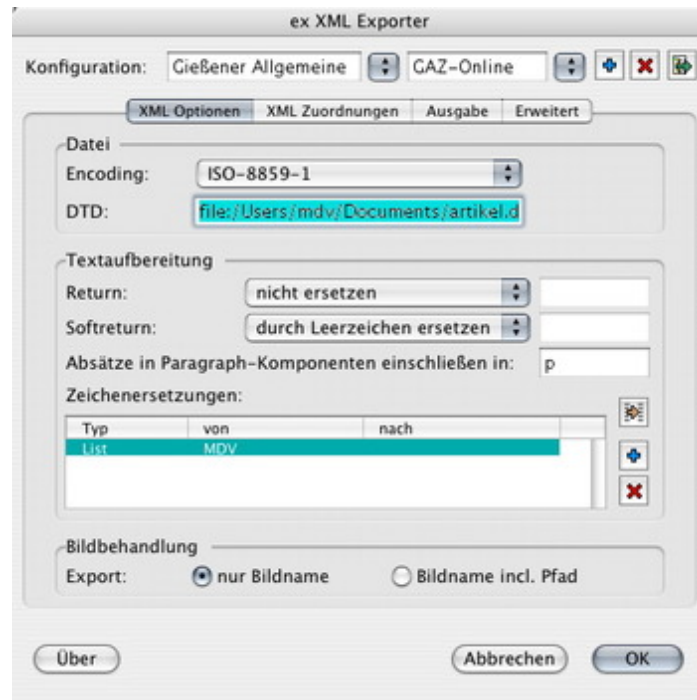 ex XML Exporter
Konfiguration: Gießener Allgemeine GAZ-Online
XML Optionen XML Zuordnungen Ausgabe Erweitert
Datei
Encoding: ISO-8859-1
DTD: file:/Users/mdv/Documents/artikel.d
Textaufbereitung
Return: nicht ersetzen
Softreturn: durch Leerzeichen ersetzen
Absätze in Paragraph-Komponenten einschließen in: p
Zeichenersetzungen:
Typ von nach
List MDV
Bildbehandlung
Export: nur Bildname Bildname incl. Pfad
Über Abbrechen OK